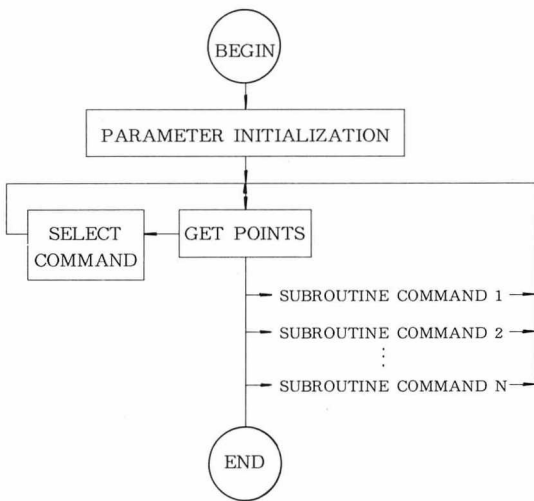 BEGIN
PARAMETER INITIALIZATION
SELECT
COMMAND
GET POINTS
SUBROUTINE COMMAND 1
SUBROUTINE COMMAND 2
SUBROUTINE COMMAND N
END